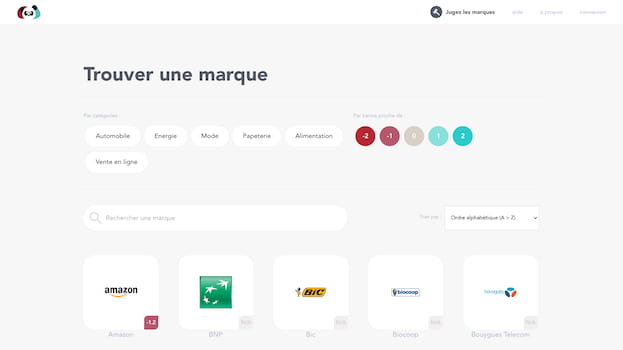 Jugez les marques aide à propos connexion
Trouver une marque
Par catégories : Par karma proche de :
Automobile Energie Mode Papeterie Alimentation -2 -1 0 1 2
Vente en ligne
Rechercher une marque Trier par : Ordre alphabétique (A > Z)
amazon BiC biocoop bouygues
-1.2 N/A N/A N/A N/A
Amazon BNP Bic Biocoop Bouygues Telecom